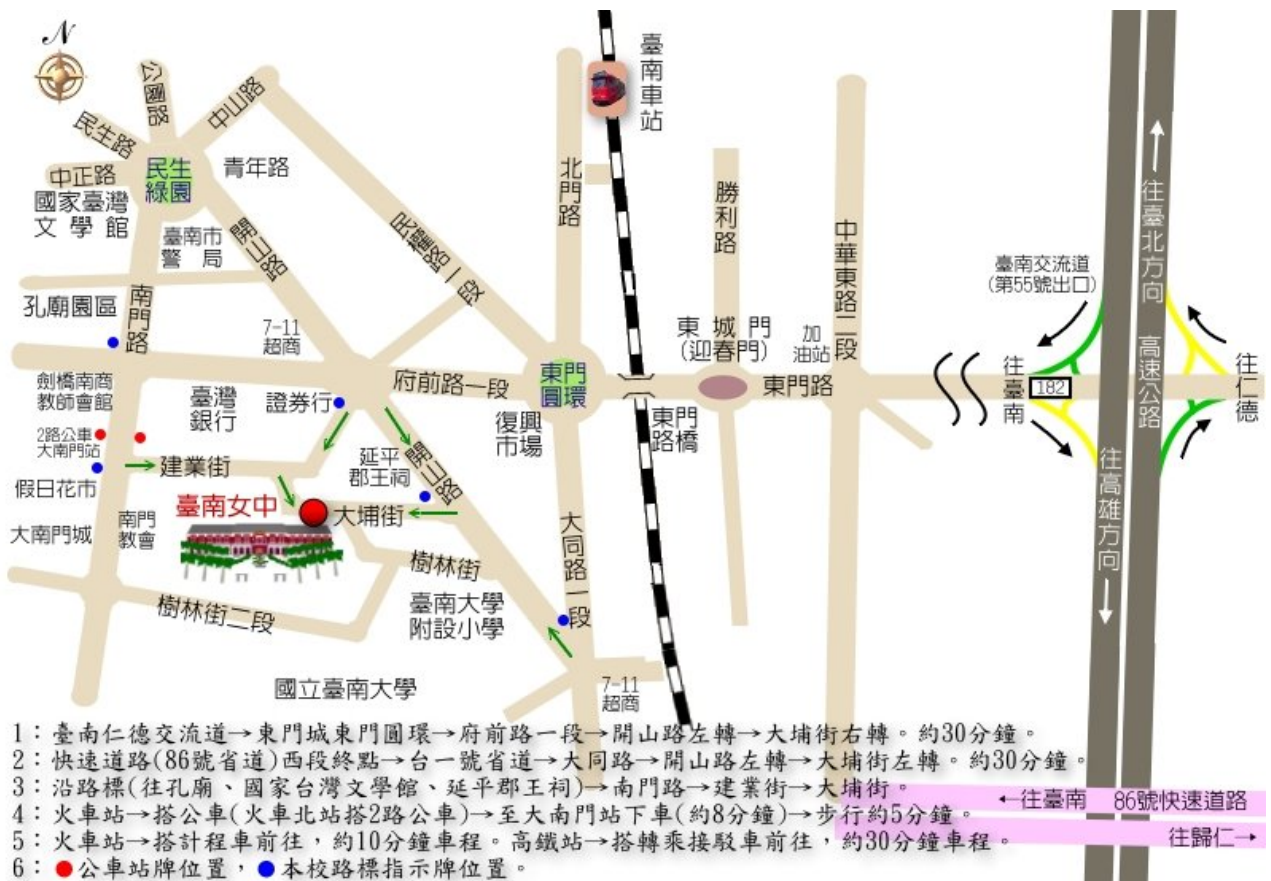 N
臺南車站
公園路
中山路
民生路
中正路
民生
綠園
青年路
北門路
勝利路
中華東路二段
往臺北方向
國家臺灣
文學館
臺南市
警局
開山路
民權路一段
臺南交流道
(第55號出口)
孔廟園區
南門路
7-11
超商
東城門
(迎春門)
加
油站
高速公路
劍橋南商
教師會館
臺灣
銀行
證券行
府前路一段
東門
圓環
東門路
往臺南
182
往仁德
復興
市場
東門
路橋
2路公車
大南門站
建業街
延平
郡王祠
開山路
往高雄方向
假日花市
臺南女中
大埔街
大南門城
南門
教會
大同路一段
樹林街
樹林街二段
臺南大學
附設小學
國立臺南大學
7-11
超商
1：臺南仁德交流道→東門城東門圓環→府前路一段→開山路左轉→大埔街右轉。約30分鐘。
2：快速道路(86號省道)西段終點→台一號省道→大同路→開山路左轉→大埔街左轉。約30分鐘。
3：沿路標(往孔廟、國家台灣文學館、延平郡王祠)→南門路→建業街→大埔街。
4：火車站→搭公車(火車北站搭2路公車)→至大南門站下車(約8分鐘)→步行約5分鐘。
5：火車站→搭計程車前往，約10分鐘車程。高鐵站→搭轉乘接駁車前往，約30分鐘車程。
6：●公車站牌位置，●本校路標指示牌位置。
←往臺南 86號快速道路
往歸仁→